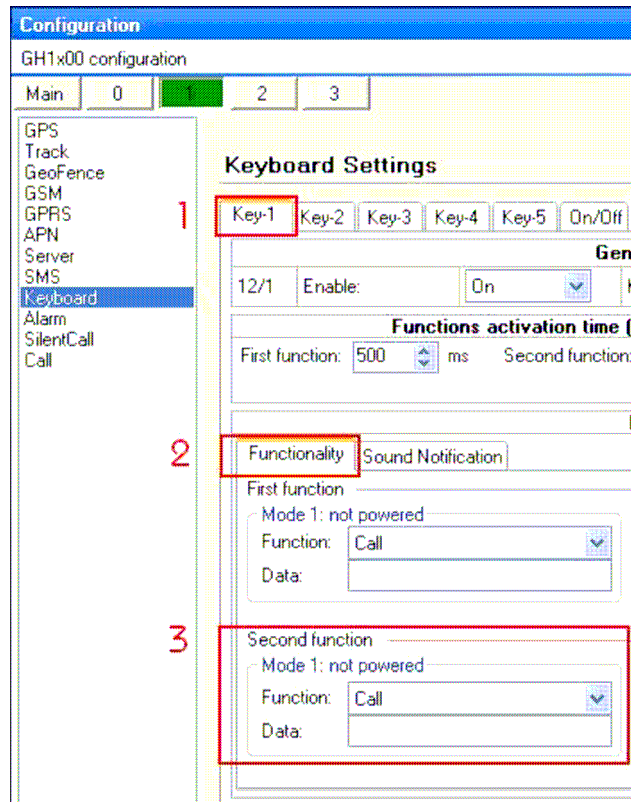 Configuration
GH1x00 configuration
Main 0 1 2 3
GPS
Track
GeoFence
GSM
GPRS
APN
Server
SMS
Keyboard
Alarm
SilentCall
Call
Keyboard Settings
1
Key-1 Key-2 Key-3 Key-4 Key-5 On/Off
Gen
12/1 Enable: On
Functions activation time (
First function: 500 ms Second function:
2
Functionality Sound Notification
First function
Mode 1: not powered
Function: Call
Data:
3
Second function
Mode 1: not powered
Function: Call
Data: